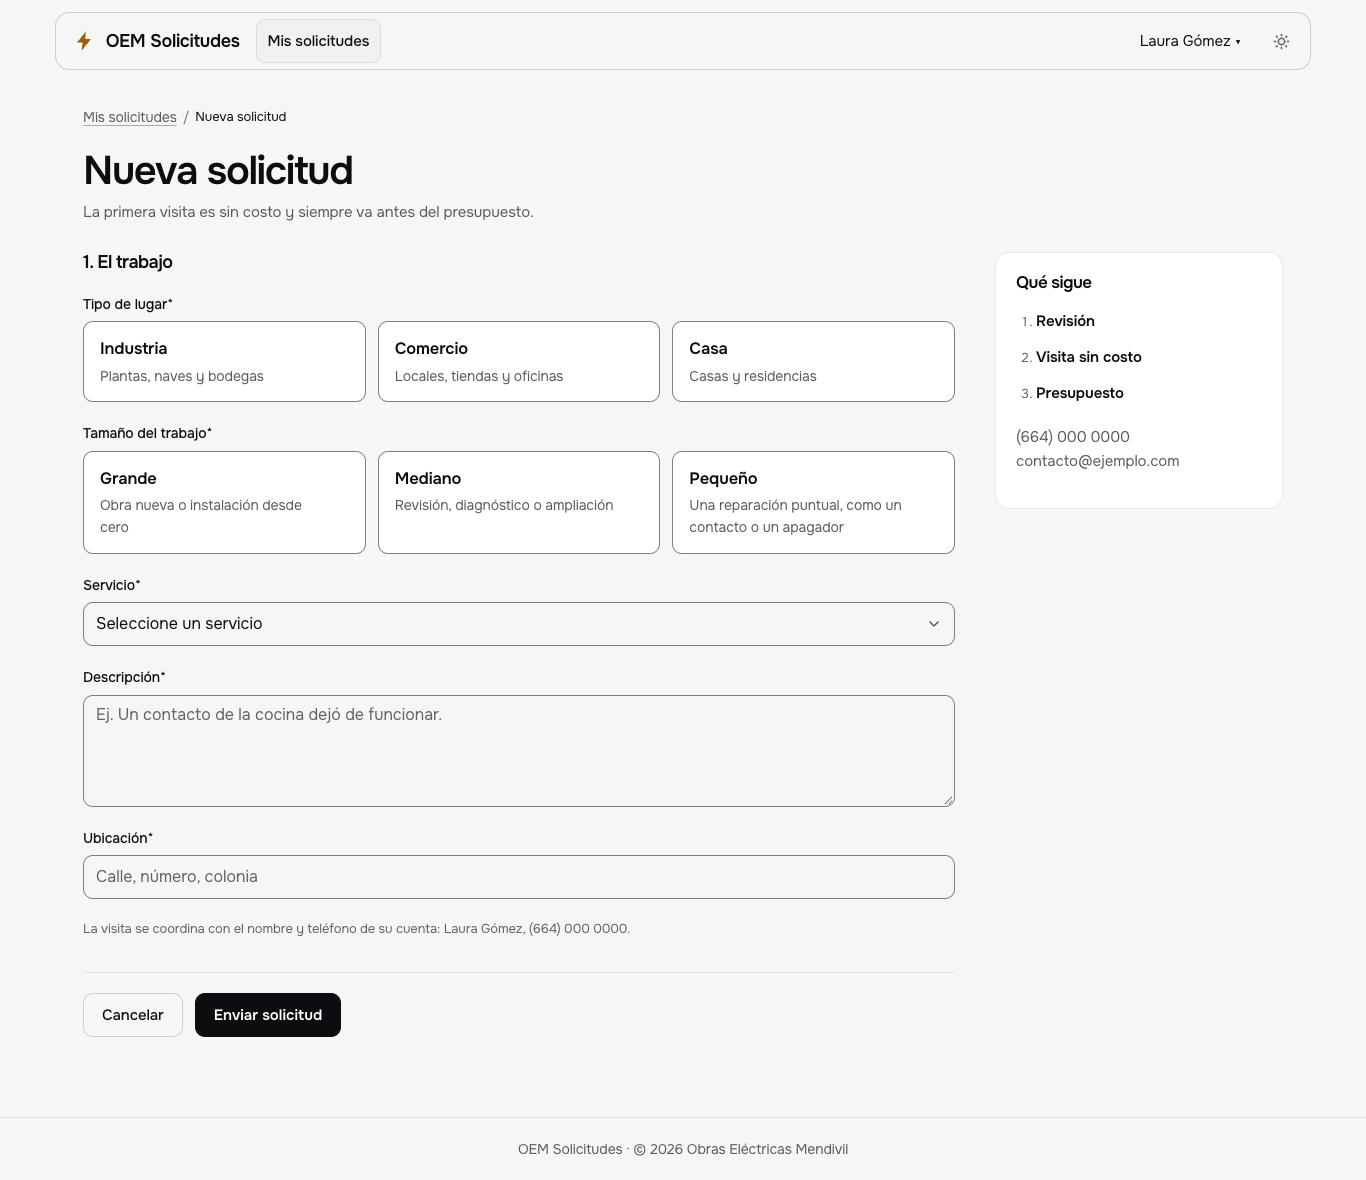 OEM Solicitudes
Mis solicitudes
Laura Gómez ▾
Mis solicitudes / Nueva solicitud
Nueva solicitud
La primera visita es sin costo y siempre va antes del presupuesto.
1. El trabajo
Tipo de lugar*
Industria
Plantas, naves y bodegas
Comercio
Locales, tiendas y oficinas
Casa
Casas y residencias
Tamaño del trabajo*
Grande
Obra nueva o instalación desde
cero
Mediano
Revisión, diagnóstico o ampliación
Pequeño
Una reparación puntual, como un
contacto o un apagador
Servicio*
Seleccione un servicio
Descripción*
Ej. Un contacto de la cocina dejó de funcionar.
Ubicación*
Calle, número, colonia
La visita se coordina con el nombre y teléfono de su cuenta: Laura Gómez, (664) 000 0000.
Cancelar
Enviar solicitud
Qué sigue
1. Revisión
2. Visita sin costo
3. Presupuesto
(664) 000 0000
contacto@ejemplo.com
OEM Solicitudes · © 2026 Obras Eléctricas Mendivil